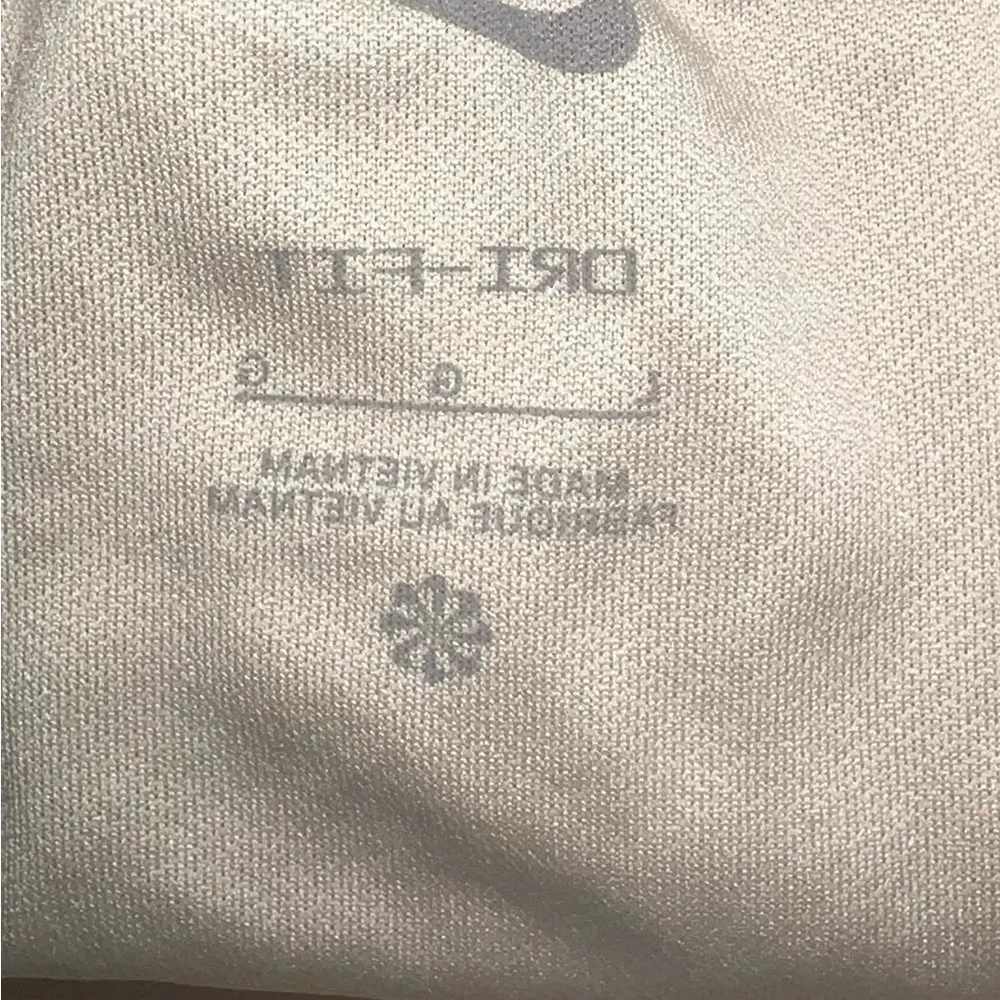 DRI-FIT
L G G
MADE IN VIETNAM
FABRIQUE AU VIETNAM